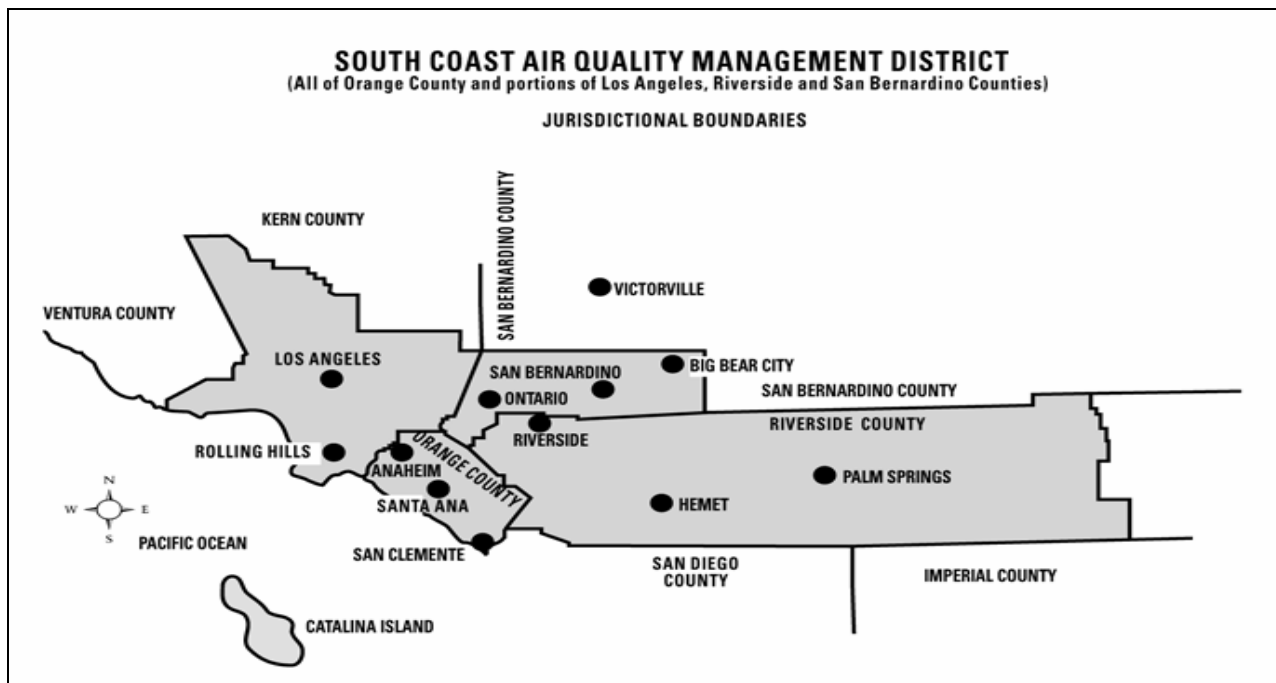 SOUTH COAST AIR QUALITY MANAGEMENT DISTRICT
(All of Orange County and portions of Los Angeles, Riverside and San Bernardino Counties)
JURISDICTIONAL BOUNDARIES
KERN COUNTY
SAN BERNARDINO COUNTY
VICTORVILLE
VENTURA COUNTY
LOS ANGELES
SAN BERNARDINO
BIG BEAR CITY
ONTARIO
SAN BERNARDINO COUNTY
RIVERSIDE COUNTY
RIVERSIDE
ROLLING HILLS
ANAHEIM
ORANGE COUNTY
PALM SPRINGS
SANTA ANA
HEMET
N
W
E
S
PACIFIC OCEAN
SAN CLEMENTE
SAN DIEGO
COUNTY
IMPERIAL COUNTY
CATALINA ISLAND